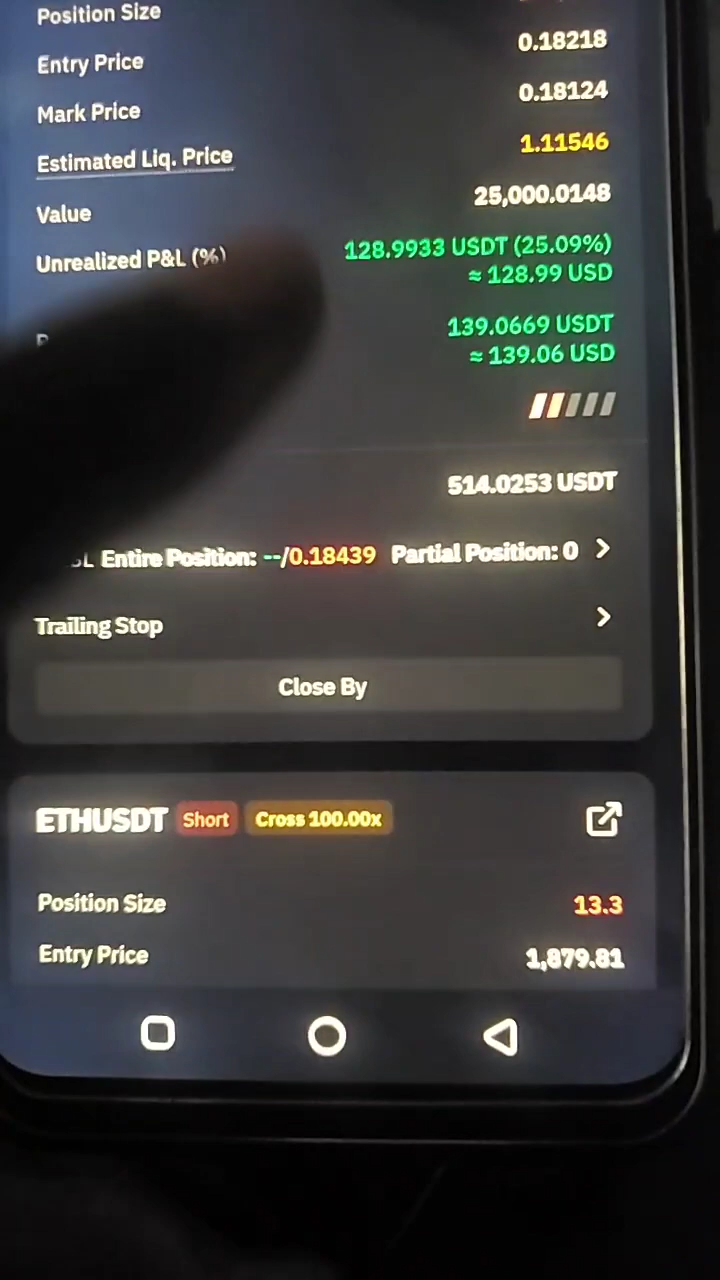 Position Size
Entry Price 0.18218
Mark Price 0.18124
Estimated Liq. Price 1.11546
Value 25,000.0148
Unrealized P&L (%) 128.9933 USDT (25.09%)
≈ 128.99 USD
139.0669 USDT
≈ 139.06 USD
514.0253 USDT
Entire Position: --/0.18439 Partial Position: 0
Trailing Stop
Close By
ETHUSDT Short Cross 100.00x
Position Size 13.3
Entry Price 1,879.81